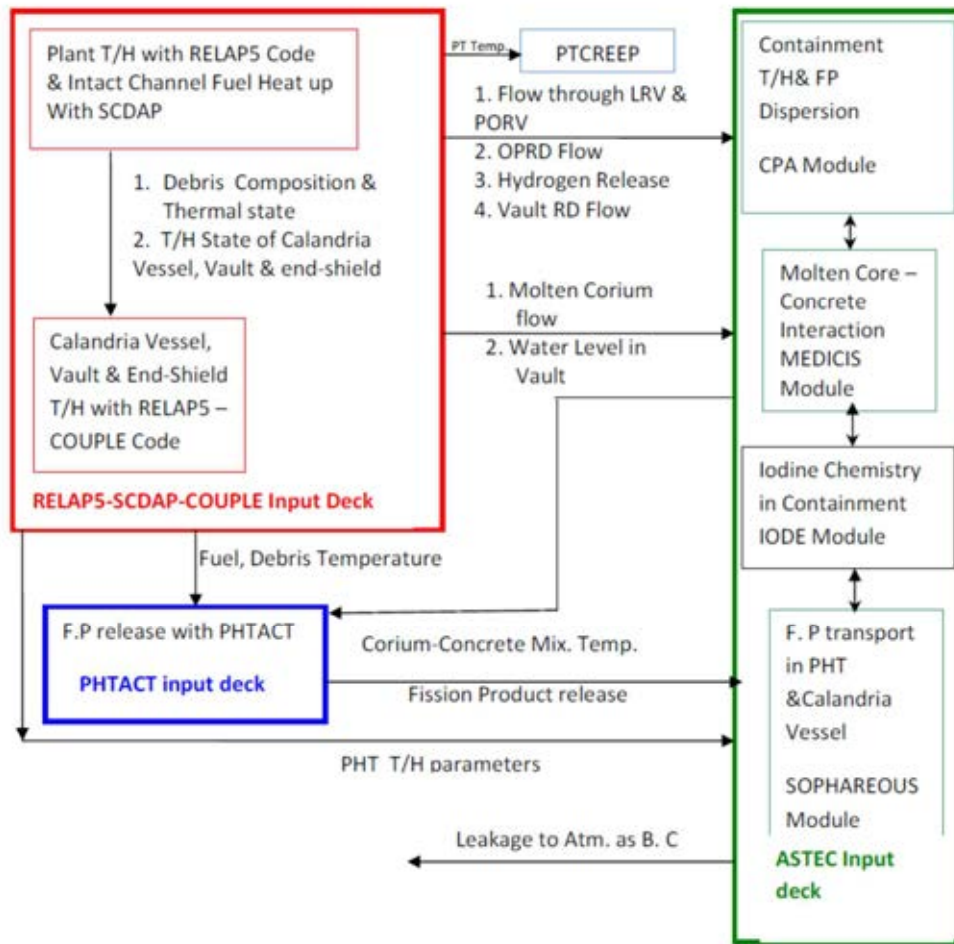 Plant T/H with RELAP5 Code
& Intact Channel Fuel Heat up
With SCDAP
1. Debris Composition &
Thermal state
2. T/H State of Calandria
Vessel, Vault & end-shield
Calandria Vessel,
Vault & End-Shield
T/H with RELAP5 –
COUPLE Code
RELAP5-SCDAP-COUPLE Input Deck
PT Temp.
PTCREEP
1. Flow through LRV &
PORV
2. OPRD Flow
3. Hydrogen Release
4. Vault RD Flow
1. Molten Corium
flow
2. Water Level in
Vault
Containment
T/H& FP
Dispersion
CPA Module
Molten Core –
Concrete
Interaction
MEDICIS
Module
Iodine Chemistry
in Containment
IODE Module
F. P transport
in PHT
&Calandria
Vessel
SOPHAREOUS
Module
ASTEC Input
deck
Fuel, Debris Temperature
F.P release with PHTACT
PHTACT input deck
Corium-Concrete Mix. Temp.
Fission Product release
PHT T/H parameters
Leakage to Atm. as B. C